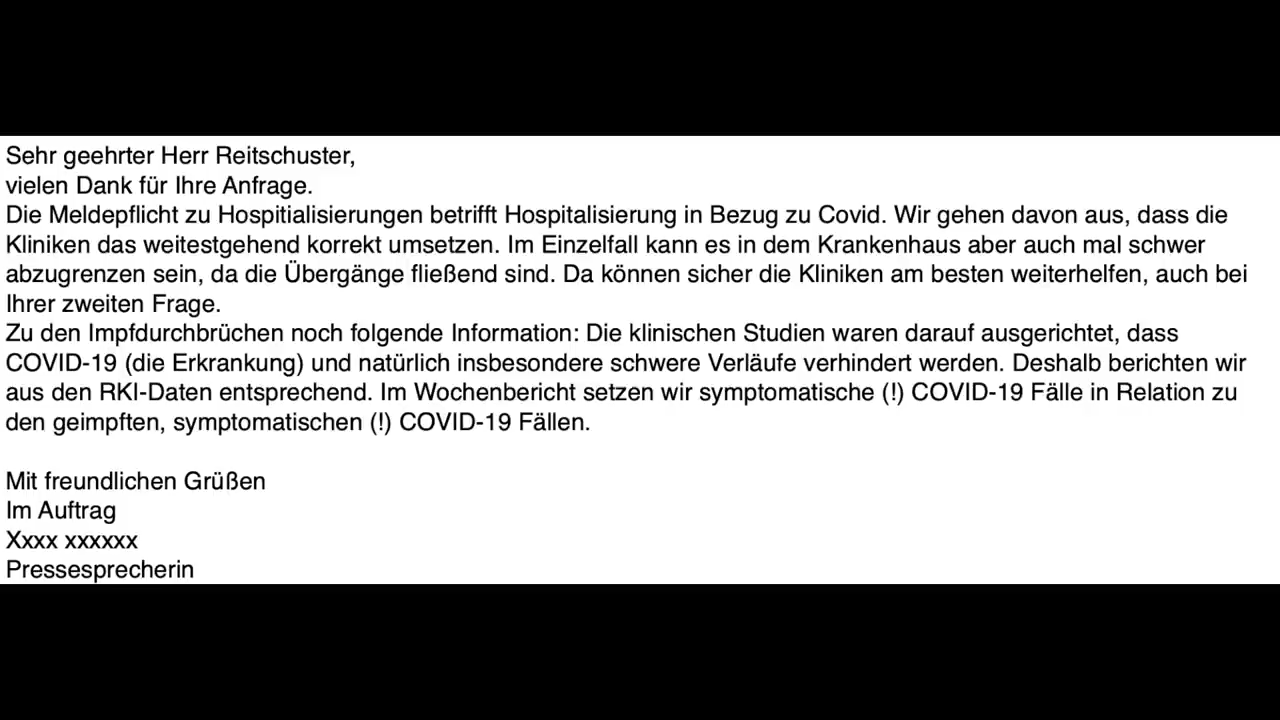 Sehr geehrter Herr Reitschuster,
vielen Dank für Ihre Anfrage.
Die Meldepflicht zu Hospitialisierungen betrifft Hospitalisierung in Bezug zu Covid. Wir gehen davon aus, dass die
Kliniken das weitestgehend korrekt umsetzen. Im Einzelfall kann es in dem Krankenhaus aber auch mal schwer
abzugrenzen sein, da die Übergänge fließend sind. Da können sicher die Kliniken am besten weiterhelfen, auch bei
Ihrer zweiten Frage.
Zu den Impfdurchbrüchen noch folgende Information: Die klinischen Studien waren darauf ausgerichtet, dass
COVID-19 (die Erkrankung) und natürlich insbesondere schwere Verläufe verhindert werden. Deshalb berichten wir
aus den RKI-Daten entsprechend. Im Wochenbericht setzen wir symptomatische (!) COVID-19 Fälle in Relation zu
den geimpften, symptomatischen (!) COVID-19 Fällen.
Mit freundlichen Grüßen
Im Auftrag
Xxxx xxxxxx
Pressesprecherin